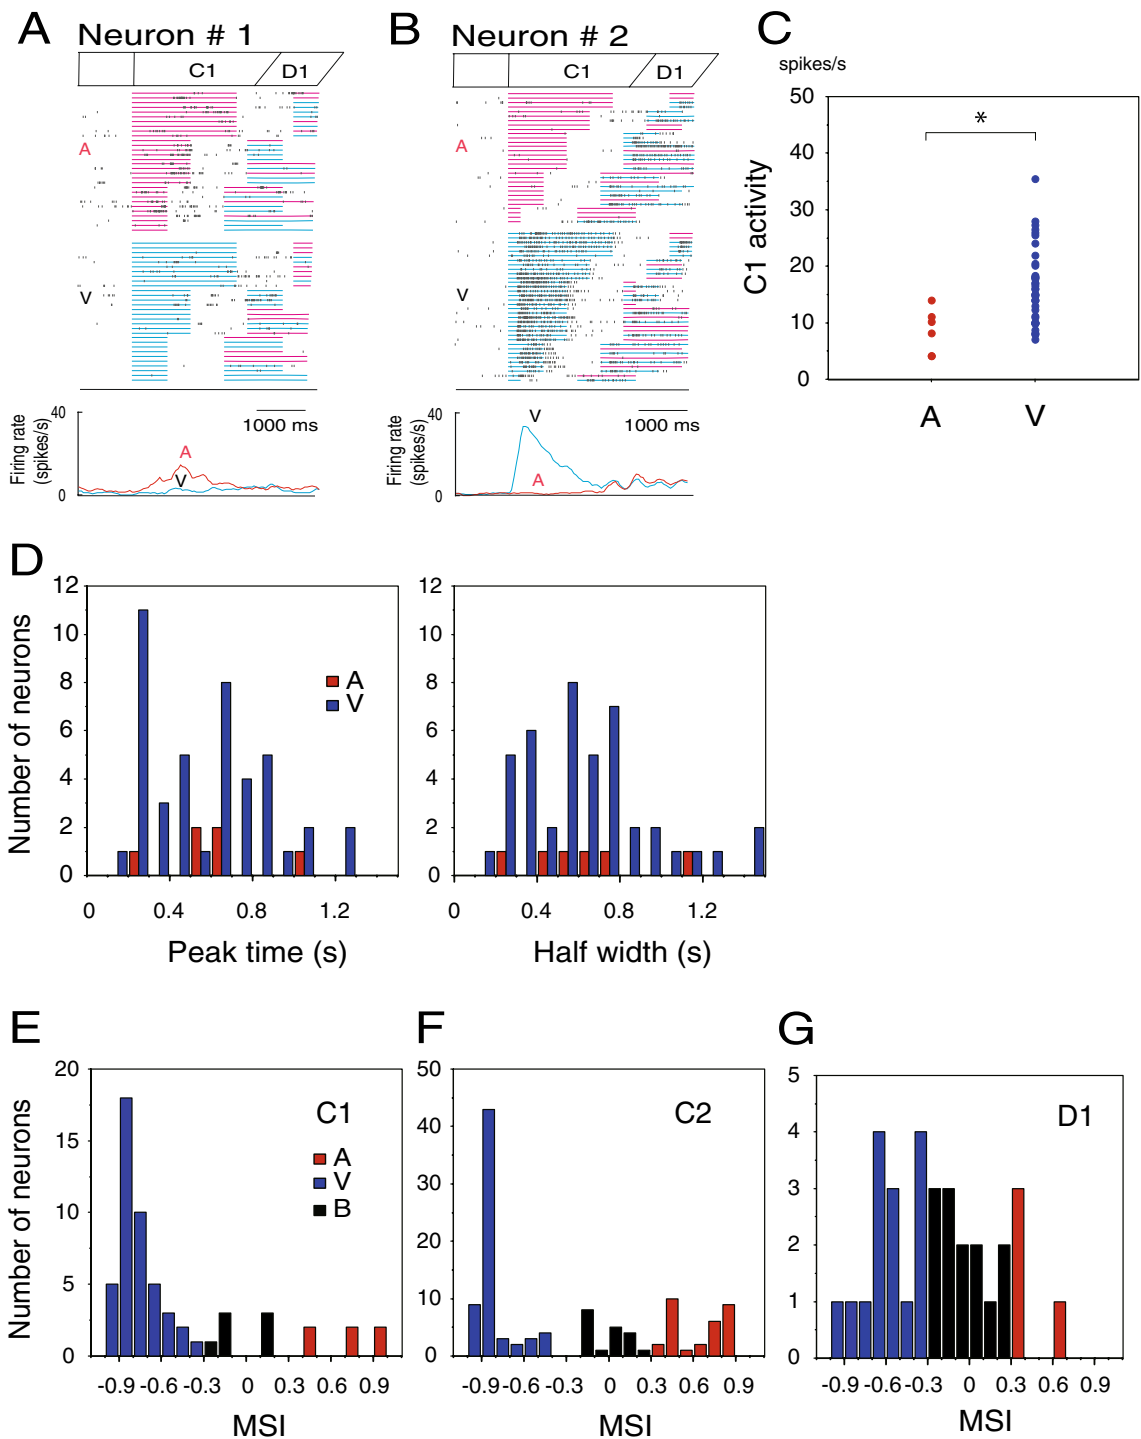 A
Neuron # 1
C1
D1
A
V
40
0
Firing rate
(spikes/s)
1000 ms
A
V
B
Neuron # 2
C1
D1
A
V
40
0
Firing rate
(spikes/s)
1000 ms
V
A
C
spikes/s
50
40
30
20
10
0
C1 activity
*
A
V
D
12
10
8
6
4
2
0
Number of neurons
A
V
0
0.4
0.8
1.2
Peak time (s)
12
10
8
6
4
2
0
0
0.4
0.8
1.2
Half width (s)
E
20
15
10
5
0
Number of neurons
C1
A
V
B
-0.9 -0.6 -0.3 0 0.3 0.6 0.9
MSI
F
50
40
30
20
10
0
C2
-0.9 -0.6 -0.3 0 0.3 0.6 0.9
MSI
G
5
4
3
2
1
0
D1
-0.9 -0.6 -0.3 0 0.3 0.6 0.9
MSI